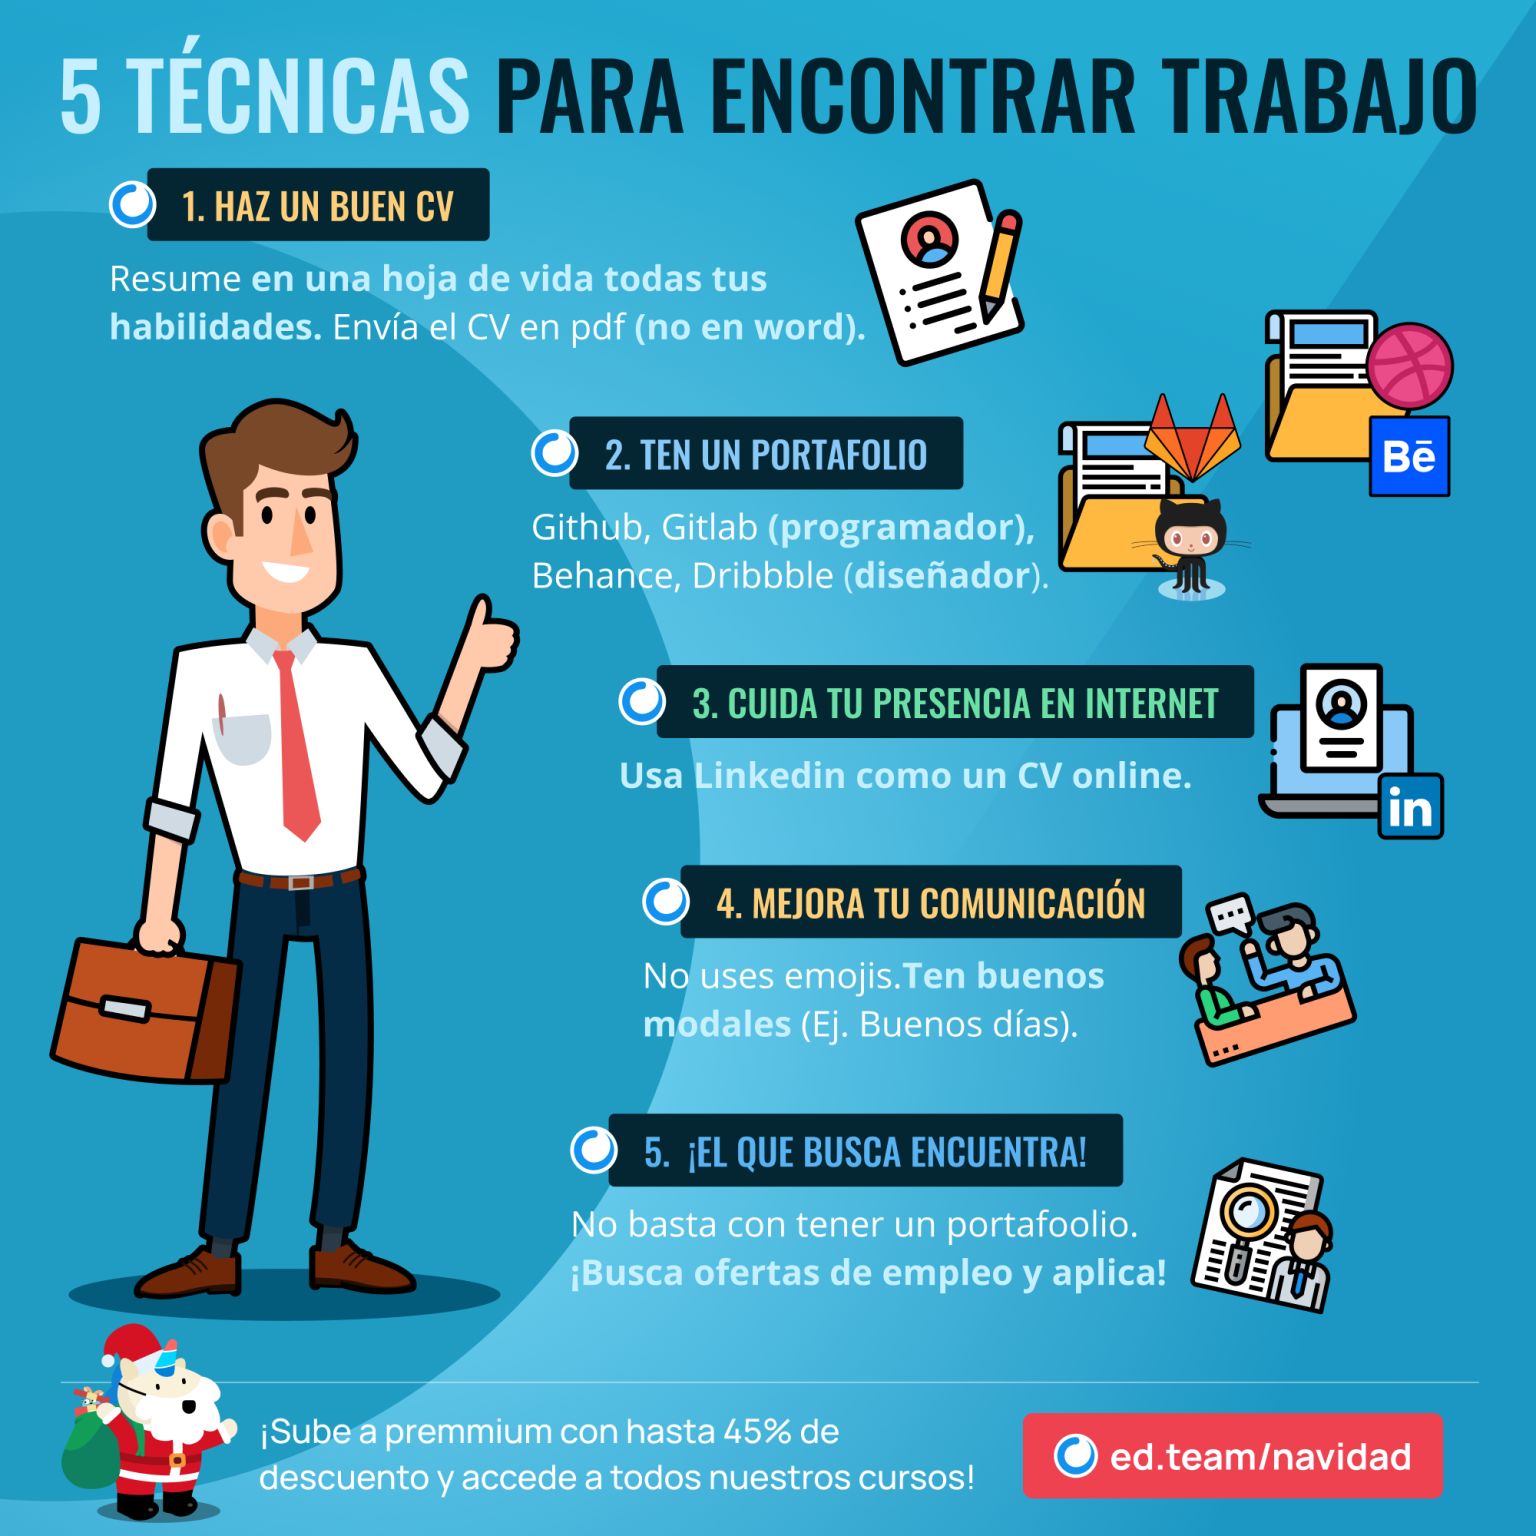 5 TÉCNICAS PARA ENCONTRAR TRABAJO
1. HAZ UN BUEN CV
Resume en una hoja de vida todas tus
habilidades. Envía el CV en pdf (no en word).
2. TEN UN PORTAFOLIO
Github, Gitlab (programador),
Behance, Dribbble (diseñador).
Bē
3. CUIDA TU PRESENCIA EN INTERNET
Usa Linkedin como un CV online.
in
4. MEJORA TU COMUNICACIÓN
No uses emojis.Ten buenos
modales (Ej. Buenos días).
5. ¡EL QUE BUSCA ENCUENTRA!
No basta con tener un portafoolio.
¡Busca ofertas de empleo y aplica!
¡Sube a premmium con hasta 45% de
descuento y accede a todos nuestros cursos!
ed.team/navidad